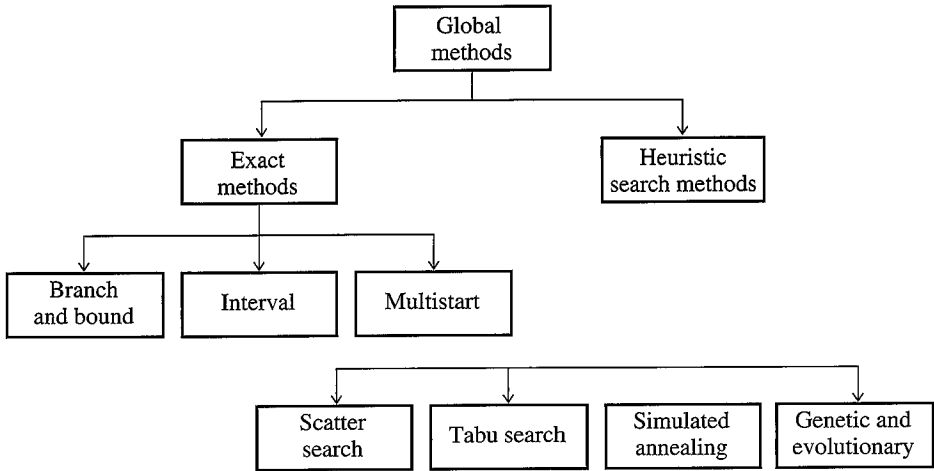 Global
methods
Exact
methods
Heuristic
search methods
Branch
and bound
Interval
Multistart
Scatter
search
Tabu search
Simulated
annealing
Genetic and
evolutionary